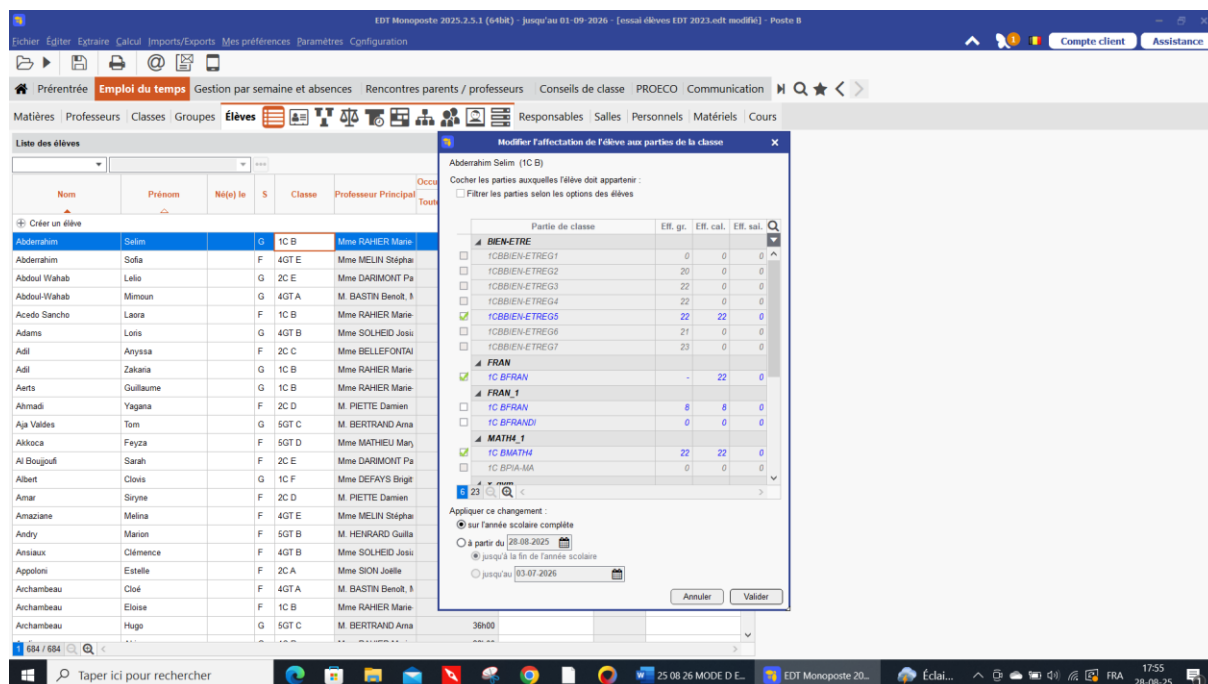 EDT Monoposte 2025.2.5.1 (64bit) - jusqu'au 01-09-2026 - [essai élèves EDT 2023.edt modifié] - Poste B
Fichier Éditer Extraire Calcul Imports/Exports Mes préférences Paramètres Configuration
1 Compte client Assistance
Prérentrée Emploi du temps Gestion par semaine et absences Rencontres parents / professeurs Conseils de classe PROECO Communication
Matières Professeurs Classes Groupes Élèves Responsables Salles Personnels Matériels Cours
Liste des élèves
Nom Prénom Né(e) le S Classe Professeur Principal Occu
Toute
Créer un élève
Abderrahim Selim G 1C B Mme RAHIER Marie-
Abderrahim Sofia F 4GT E Mme MELIN Stéphan
Abdoul Wahab Lelio G 2C E Mme DARIMONT Pa
Abdoul-Wahab Mimoun G 4GT A M. BASTIN Benoît, M
Acedo Sancho Laora F 1C B Mme RAHIER Marie-
Adams Loris G 4GT B Mme SOLHEID Josia
Adil Anyssa F 2C C Mme BELLEFONTAI
Adil Zakaria G 1C B Mme RAHIER Marie-
Aerts Guillaume G 1C B Mme RAHIER Marie-
Ahmadi Yagana F 2C D M. PIETTE Damien
Aja Valdes Tom G 5GT C M. BERTRAND Arna
Akkoca Feyza F 5GT D Mme MATHIEU Mary
Al Boujjoufi Sarah F 2C E Mme DARIMONT Pa
Albert Clovis G 1C F Mme DEFAYS Brigit
Amar Siryne F 2C D M. PIETTE Damien
Amaziane Melina F 4GT E Mme MELIN Stéphan
Andry Marion F 5GT B M. HENRARD Guilla
Ansiaux Clémence F 4GT B Mme SOLHEID Josia
Appoloni Estelle F 2C A Mme SION Joëlle
Archambeau Cloé F 4GT A M. BASTIN Benoît, M
Archambeau Eloise F 1C B Mme RAHIER Marie-
Archambeau Hugo G 5GT C M. BERTRAND Arna 36h00
1 684 / 684
Modifier l'affectation de l'élève aux parties de la classe
Abderrahim Selim (1C B)
Cocher les parties auxquelles l'élève doit appartenir :
Filtrer les parties selon les options des élèves
Partie de classe Eff. gr. Eff. cal. Eff. sai.
BIEN-ETRE
1CBBIEN-ETREG1 0 0 0
1CBBIEN-ETREG2 20 0 0
1CBBIEN-ETREG3 22 0 0
1CBBIEN-ETREG4 22 0 0
1CBBIEN-ETREG5 22 22 0
1CBBIEN-ETREG6 21 0 0
1CBBIEN-ETREG7 23 0 0
FRAN
1C BFRAN - 22 0
FRAN_1
1C BFRAN 8 8 0
1C BFRANDI 0 0 0
MATH4_1
1C BMATH4 22 22 0
1C BPIA-MA 0 0 0
6 23
Appliquer ce changement :
sur l'année scolaire complète
à partir du 28-08-2025
jusqu'à la fin de l'année scolaire
jusqu'au 03-07-2026
Annuler Valider
Taper ici pour rechercher 25 08 26 MODE D E... EDT Monoposte 20... Éclai... FRA 17:55
28-08-25